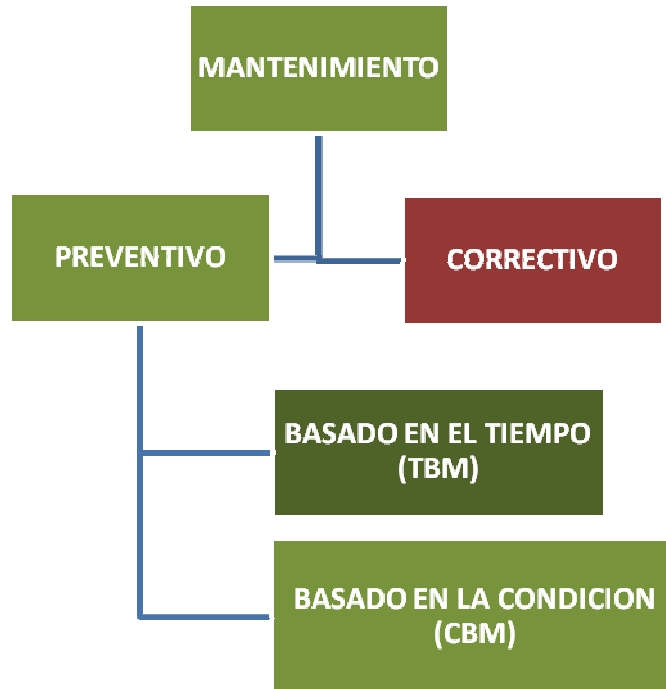 MANTENIMIENTO
PREVENTIVO
CORRECTIVO
BASADO EN EL TIEMPO
(TBM)
BASADO EN LA CONDICION
(CBM)